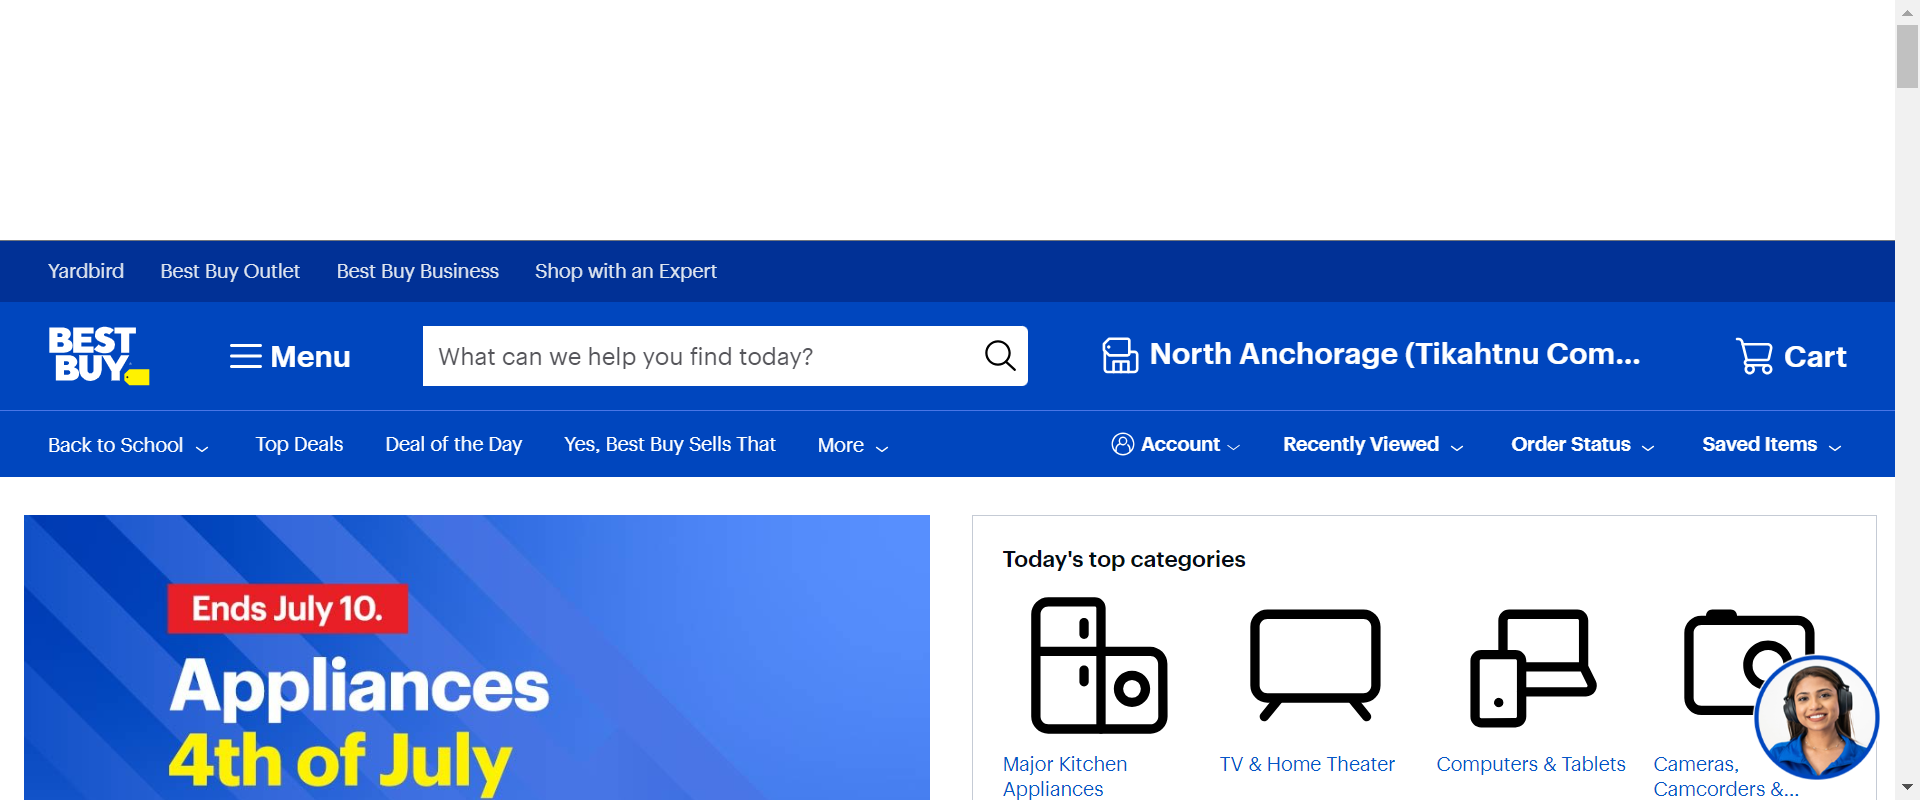 Yardbird Best Buy Outlet Best Buy Business Shop with an Expert
BEST
BUY
Menu
What can we help you find today?
North Anchorage (Tikahtnu Com...
Cart
Back to School Top Deals Deal of the Day Yes, Best Buy Sells That More Account Recently Viewed Order Status Saved Items
Ends July 10.
Appliances
4th of July
Today's top categories
Major Kitchen
Appliances
TV & Home Theater
Computers & Tablets
Cameras,
Camcorders &...